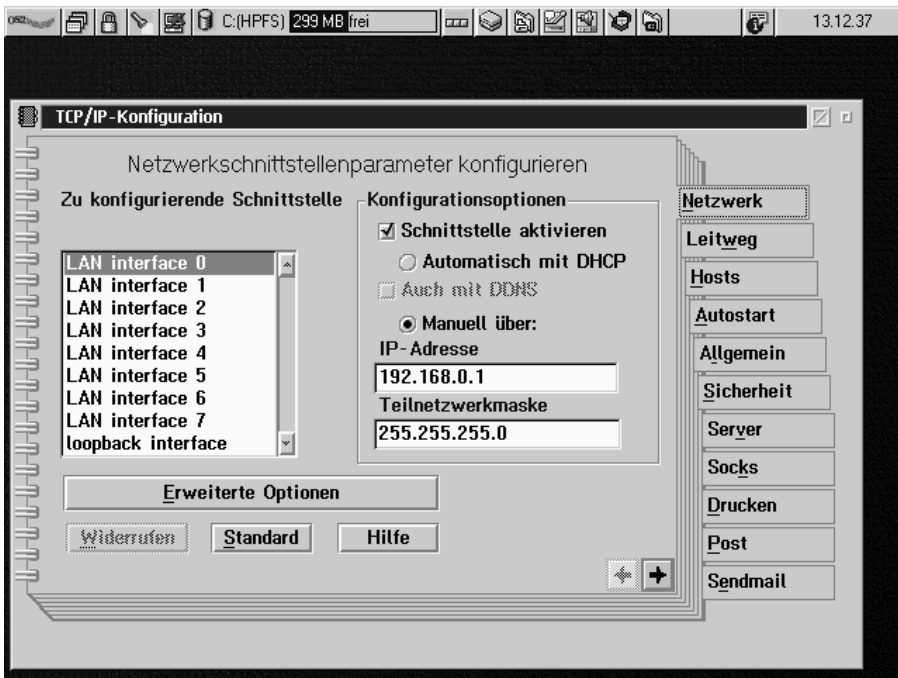 OS2
C:(HPFS) 299 MB frei
13.12.37
TCP/IP-Konfiguration
Netzwerkschnittstellenparameter konfigurieren
Zu konfigurierende Schnittstelle
LAN interface 0
LAN interface 1
LAN interface 2
LAN interface 3
LAN interface 4
LAN interface 5
LAN interface 6
LAN interface 7
loopback interface
Konfigurationsoptionen
Schnittstelle aktivieren
Automatisch mit DHCP
Auch mit DDNS
Manuell über:
IP-Adresse
192.168.0.1
Teilnetzwerkmaske
255.255.255.0
Erweiterte Optionen
Widerrufen
Standard
Hilfe
Netzwerk
Leitweg
Hosts
Autostart
Allgemein
Sicherheit
Server
Socks
Drucken
Post
Sendmail